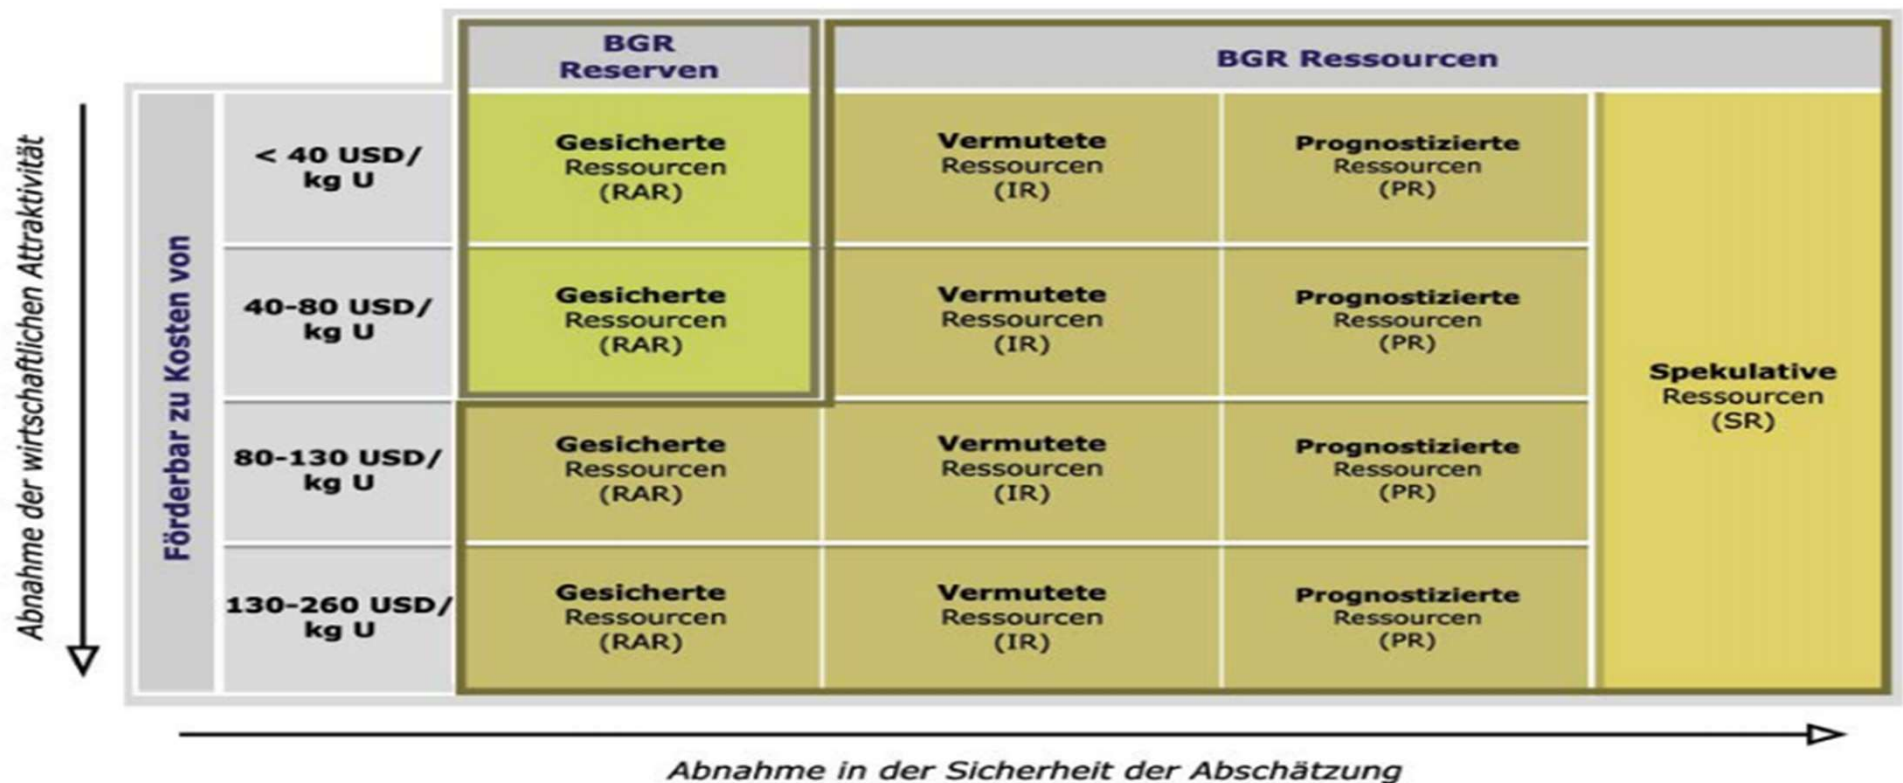 BGR
Reserven
BGR Ressourcen
Abnahme der wirtschaftlichen Attraktivität
Förderbar zu Kosten von
< 40 USD/
kg U
Gesicherte
Ressourcen
(RAR)
Vermutete
Ressourcen
(IR)
Prognostizierte
Ressourcen
(PR)
40-80 USD/
kg U
Gesicherte
Ressourcen
(RAR)
Vermutete
Ressourcen
(IR)
Prognostizierte
Ressourcen
(PR)
Spekulative
Ressourcen
(SR)
80-130 USD/
kg U
Gesicherte
Ressourcen
(RAR)
Vermutete
Ressourcen
(IR)
Prognostizierte
Ressourcen
(PR)
130-260 USD/
kg U
Gesicherte
Ressourcen
(RAR)
Vermutete
Ressourcen
(IR)
Prognostizierte
Ressourcen
(PR)
Abnahme in der Sicherheit der Abschätzung